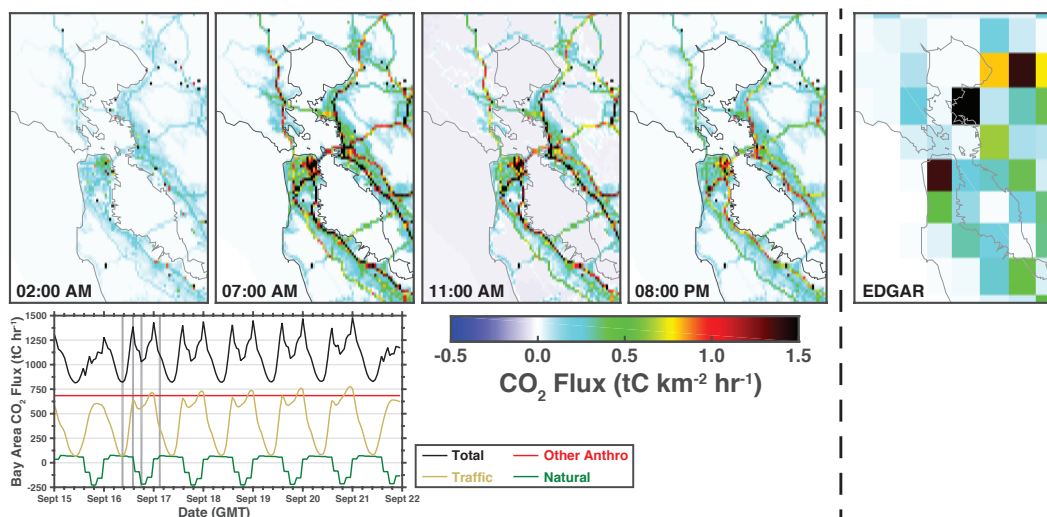 02:00 AM
07:00 AM
11:00 AM
08:00 PM
EDGAR
-0.5 0.0 0.5 1.0 1.5
CO₂ Flux (tC km⁻² hr⁻¹)
Bay Area CO₂ Flux (tC hr⁻¹)
1500
1250
1000
750
500
250
0
-250
Sept 15 Sept 16 Sept 17 Sept 18 Sept 19 Sept 20 Sept 21 Sept 22
Date (GMT)
Total Other Anthro
Traffic Natural